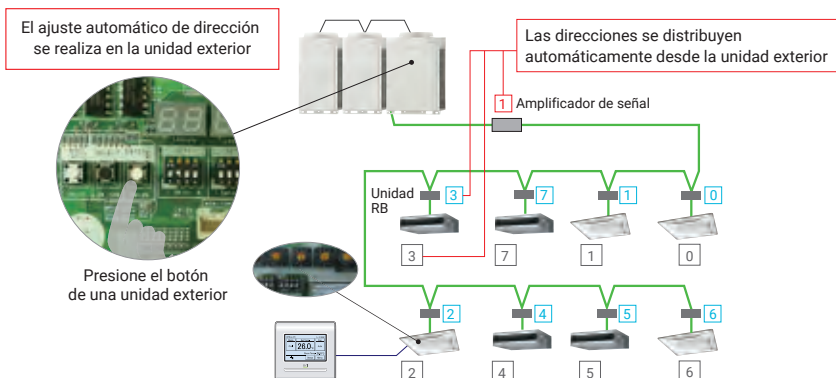 El ajuste automático de dirección
se realiza en la unidad exterior
Las direcciones se distribuyen
automáticamente desde la unidad exterior
1 Amplificador de señal
Unidad
RB
3
7
1
0
3
7
1
0
Presione el botón
de una unidad exterior
2
4
5
6
26.0
2
4
5
6